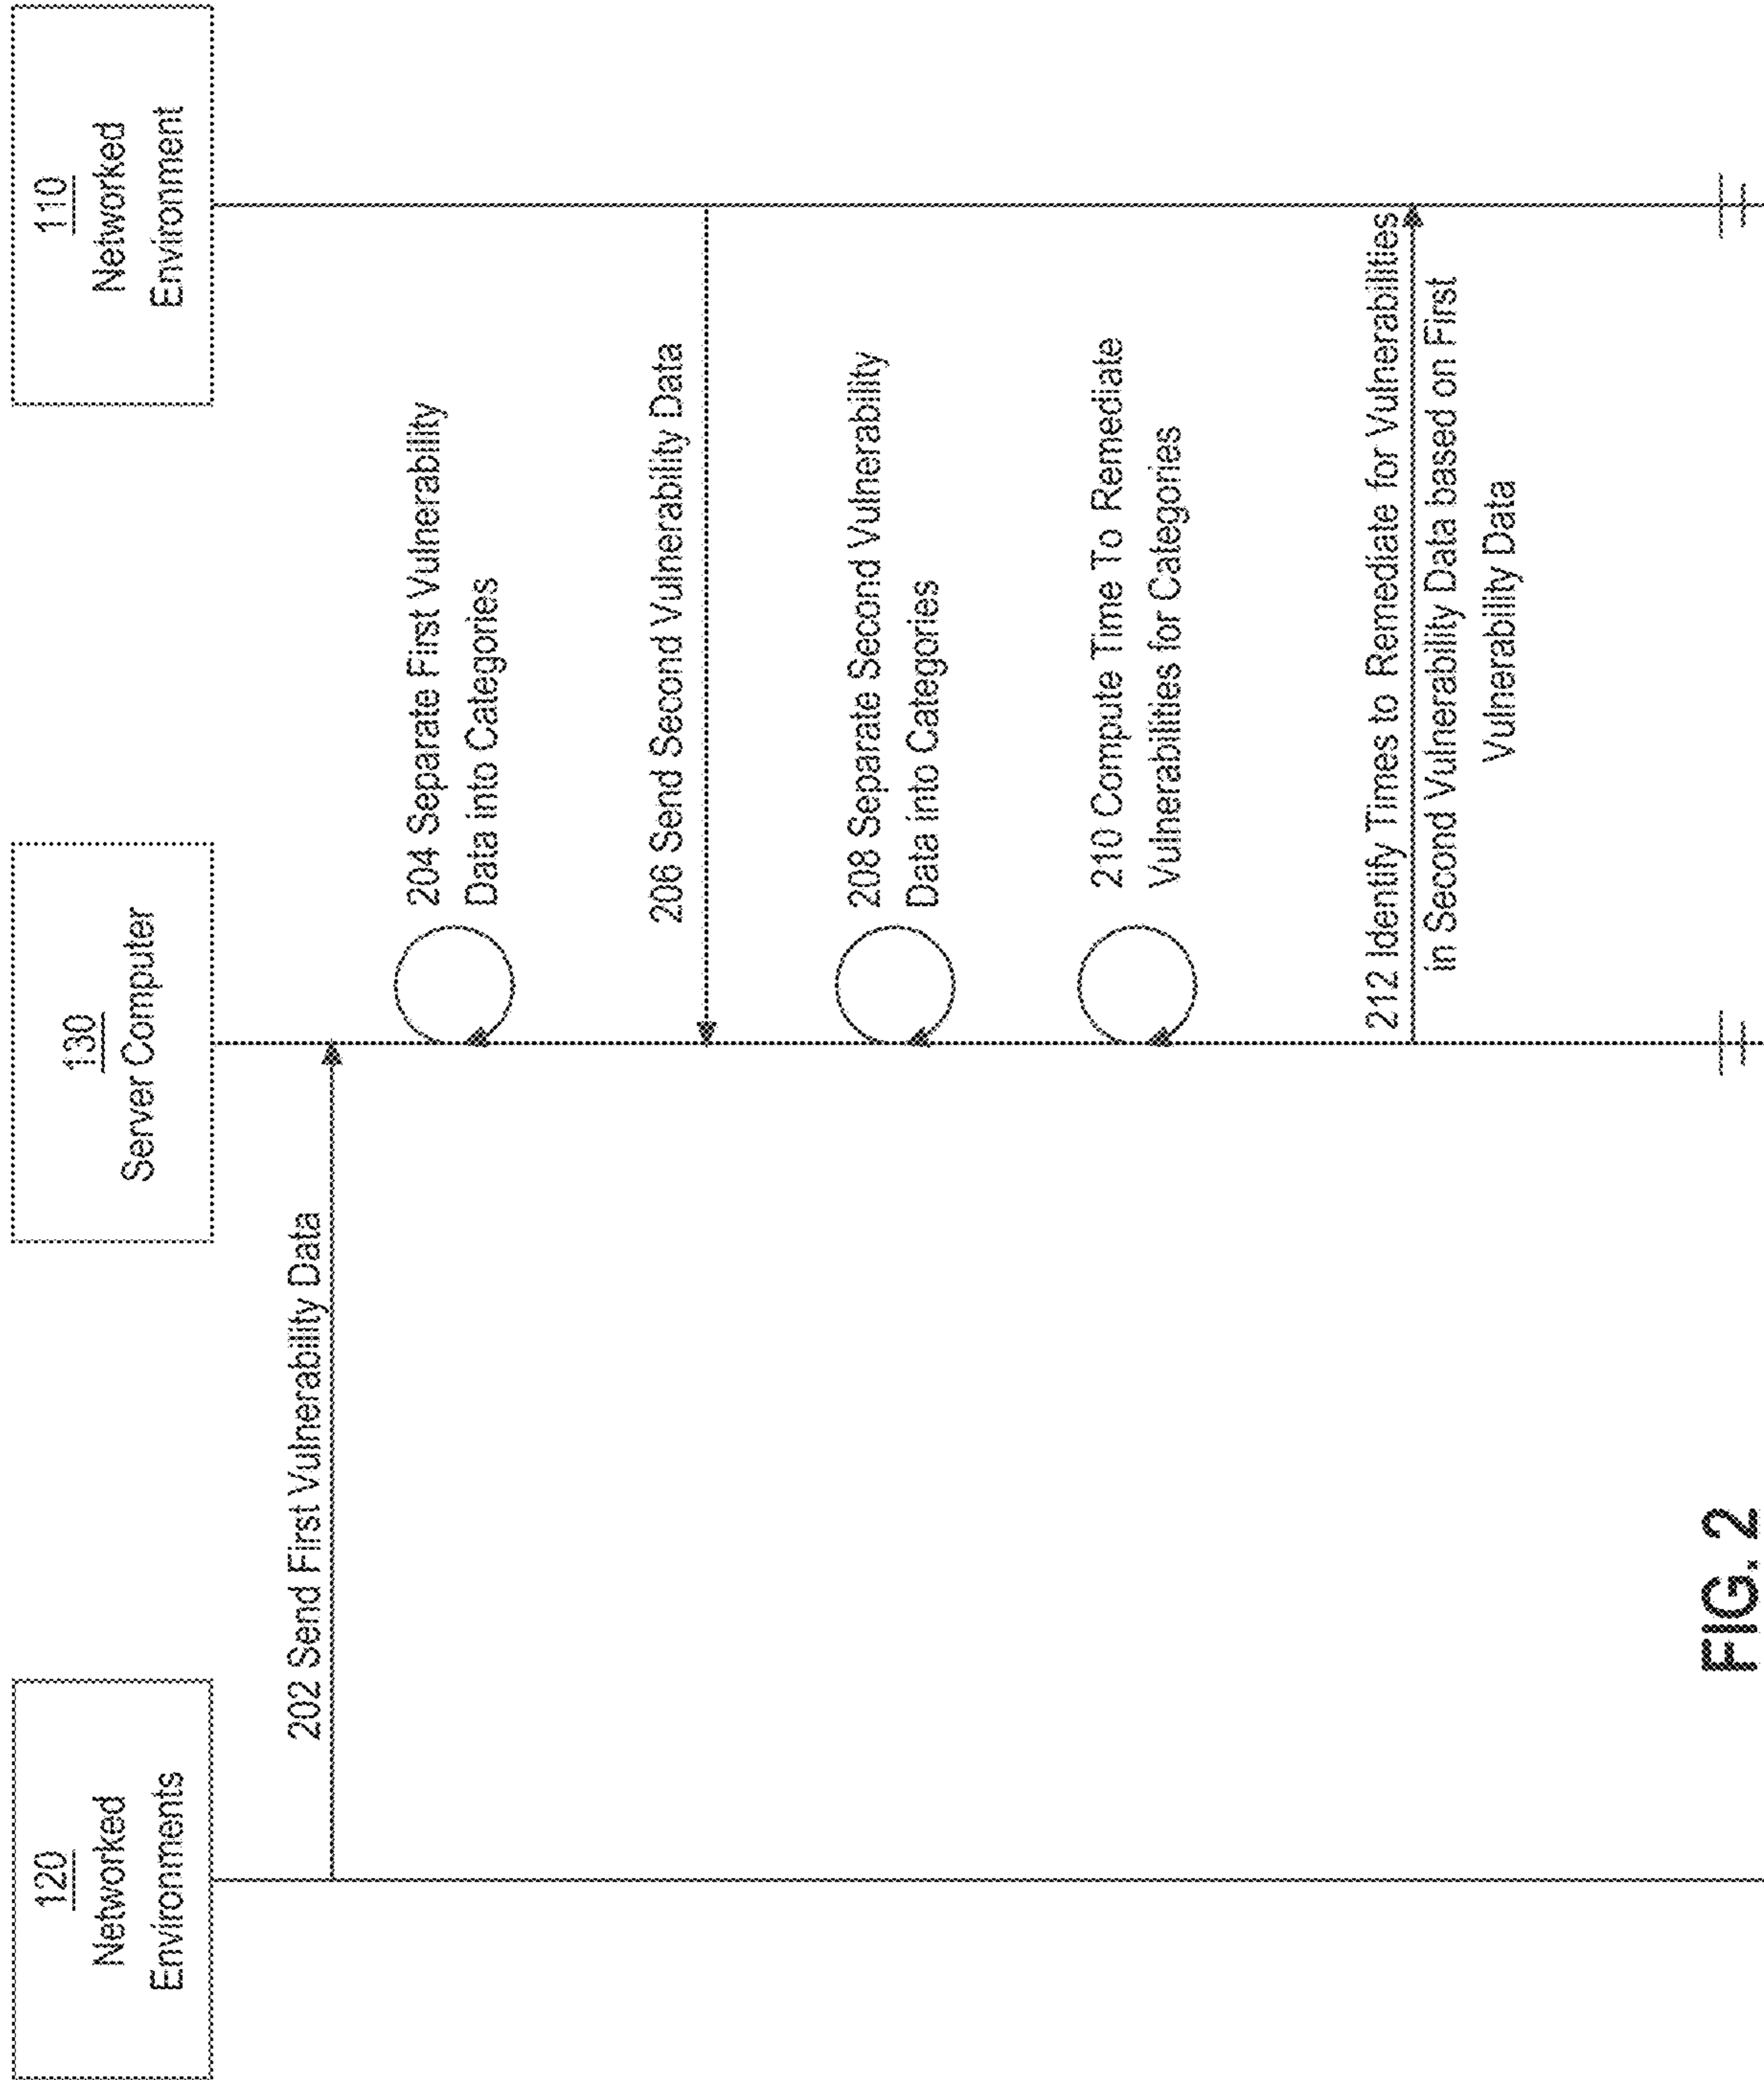 120
Networked
Environments
130
Server Computer
110
Networked
Environment
202 Send First Vulnerability Data
204 Separate First Vulnerability
Data into Categories
206 Send Second Vulnerability Data
208 Separate Second Vulnerability
Data into Categories
210 Compute Time To Remediate
Vulnerabilities for Categories
212 Identify Times to Remediate for Vulnerabilities
in Second Vulnerability Data based on First
Vulnerability Data
FIG. 2